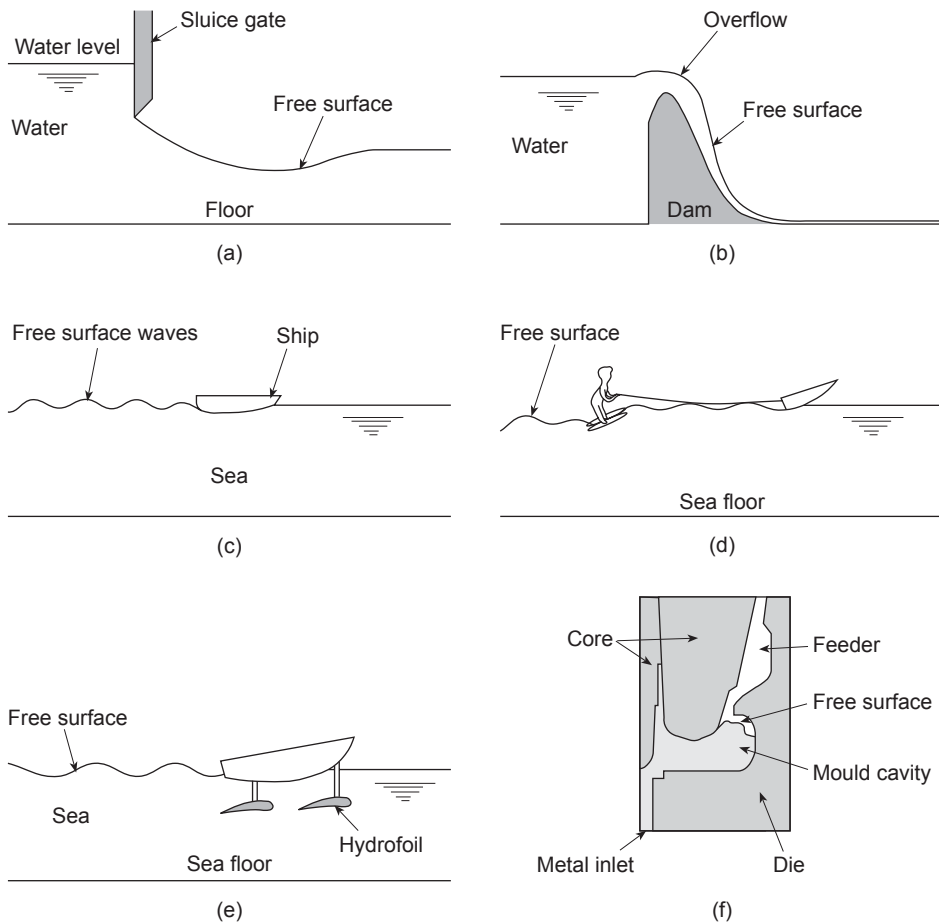 Sluice gate
Water level
Water
Free surface
Floor
(a)
Overflow
Free surface
Water
Dam
(b)
Free surface waves
Ship
Sea
(c)
Free surface
Sea floor
(d)
Free surface
Sea
Hydrofoil
Sea floor
(e)
Core
Feeder
Free surface
Mould cavity
Metal inlet
Die
(f)